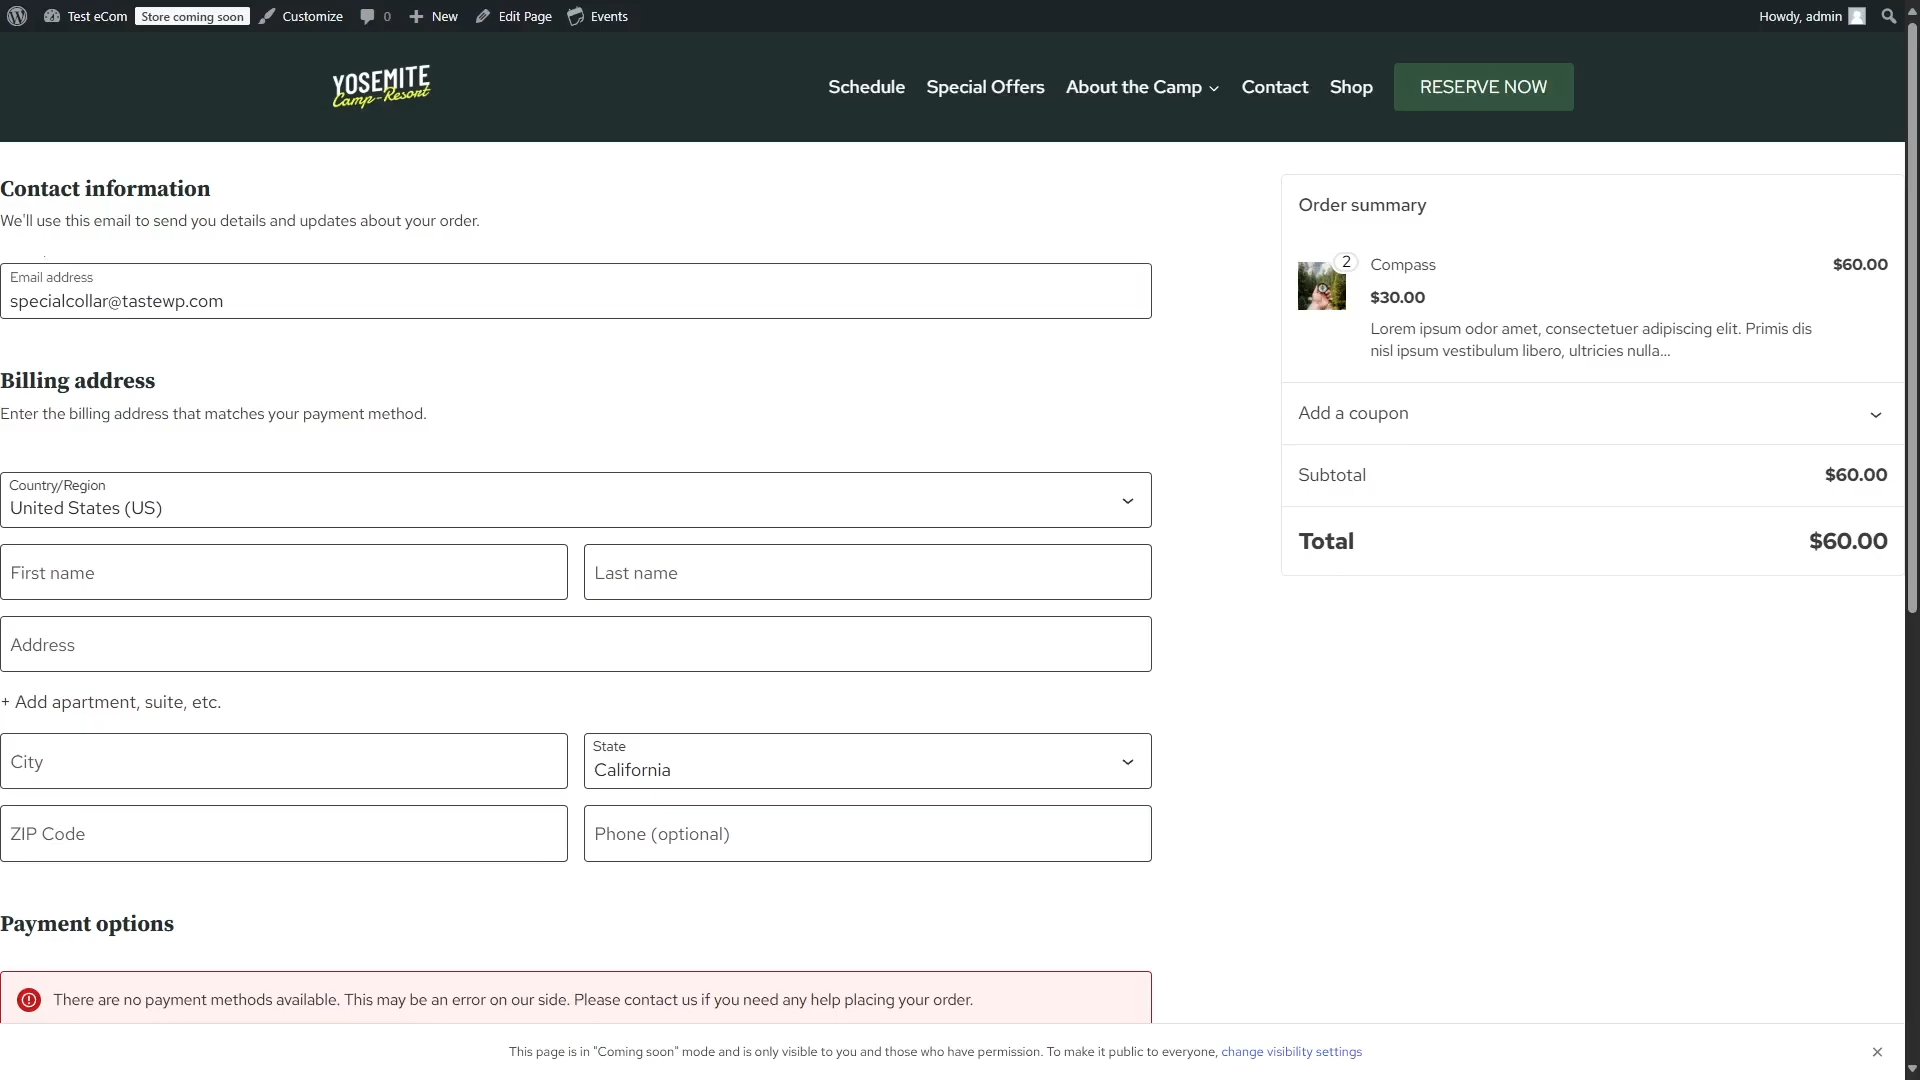 Test eCom
Store coming soon
Customize
0
New
Edit Page
Events
Howdy, admin
YOSEMITE
Camp-Resort
Schedule
Special Offers
About the Camp
Contact
Shop
RESERVE NOW
Contact information
We'll use this email to send you details and updates about your order.
Email address
specialcollar@tastewp.com
Billing address
Enter the billing address that matches your payment method.
Country/Region
United States (US)
First name
Last name
Address
+ Add apartment, suite, etc.
City
State
California
ZIP Code
Phone (optional)
Payment options
There are no payment methods available. This may be an error on our side. Please contact us if you need any help placing your order.
Order summary
2
Compass
$60.00
$30.00
Lorem ipsum odor amet, consectetuer adipiscing elit. Primis dis
nisl ipsum vestibulum libero, ultricies nulla…
Add a coupon
Subtotal
$60.00
Total
$60.00
This page is in "Coming soon" mode and is only visible to you and those who have permission. To make it public to everyone, change visibility settings